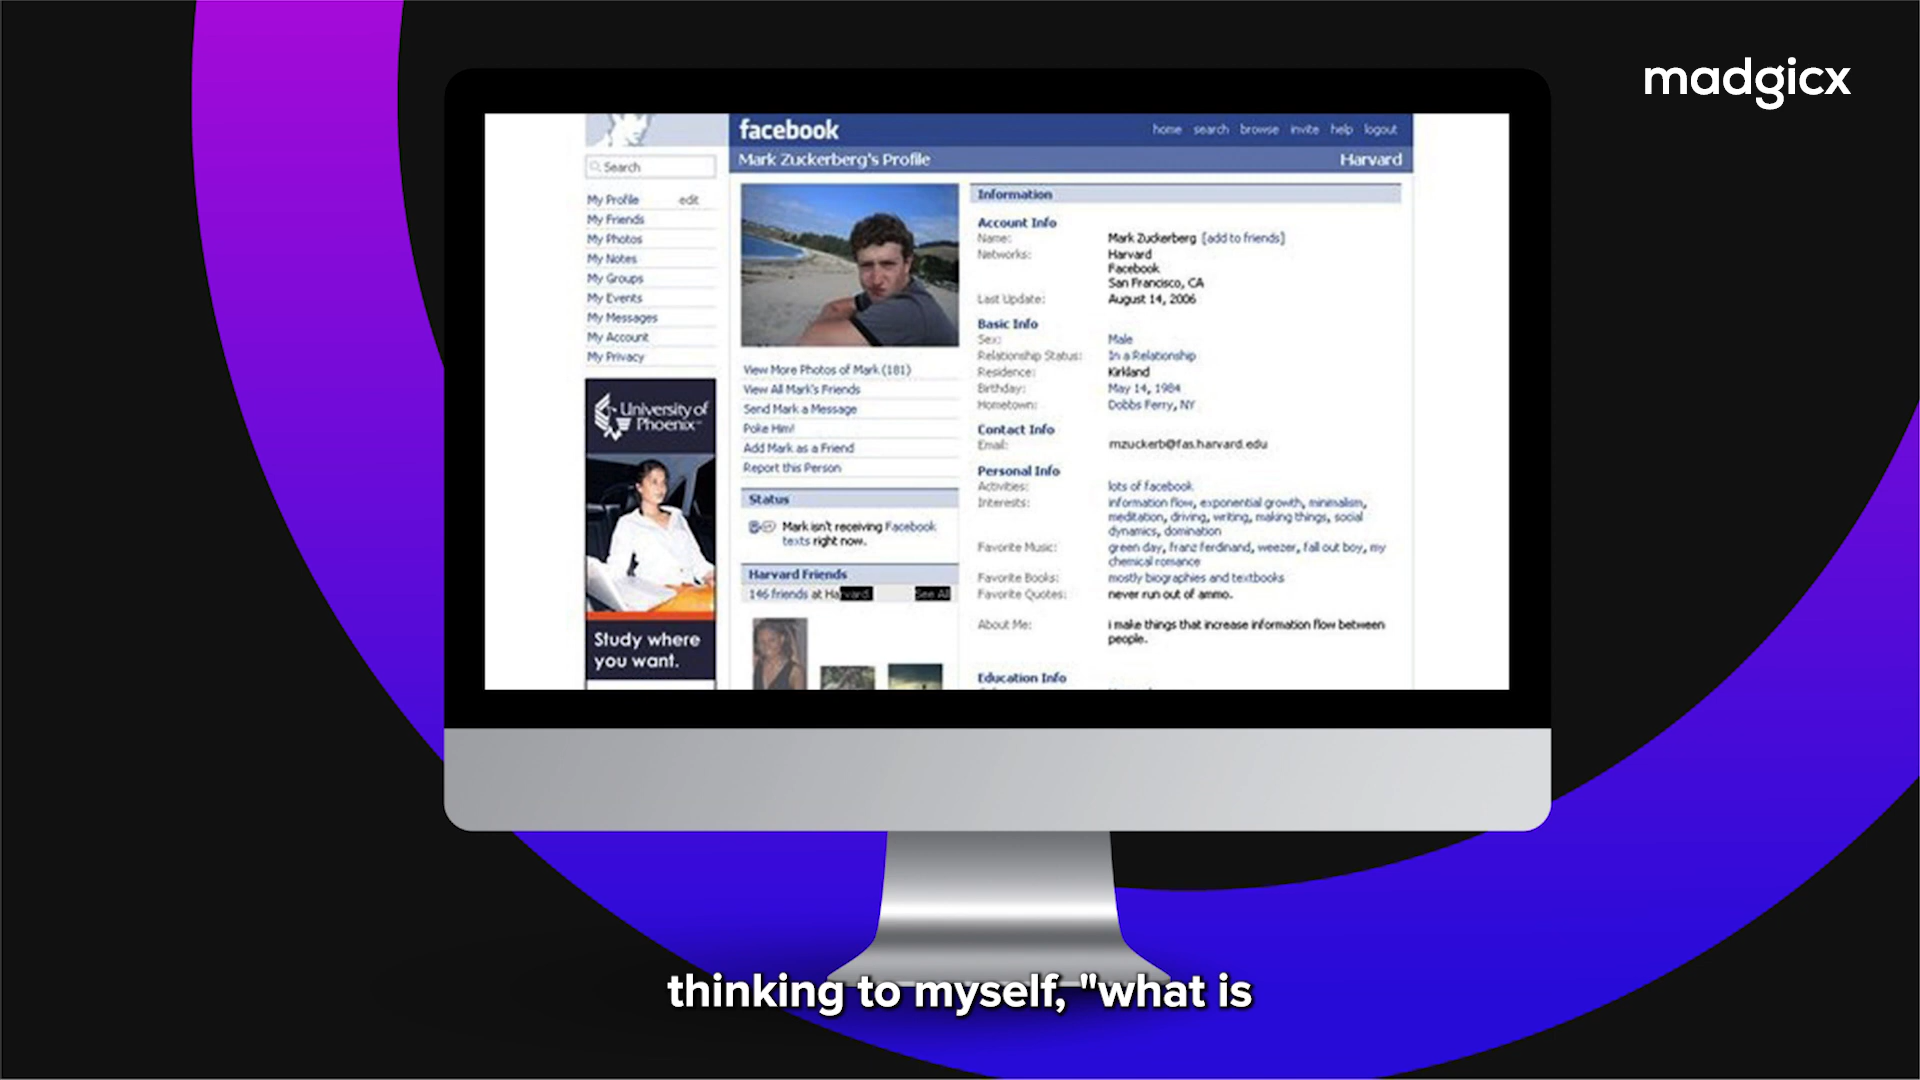 madgicx
facebook
home search browse invite help logout
Search
Mark Zuckerberg's Profile
Harvard
My Profile edit
My Friends
My Photos
My Notes
My Groups
My Events
My Messages
My Account
My Privacy
University of
Phoenix
Study where
you want.
View More Photos of Mark (181)
View All Mark's Friends
Send Mark a Message
Poke Him!
Add Mark as a Friend
Report this Person
Status
Mark isn't receiving Facebook
texts right now.
Harvard Friends
146 friends at Harvard. See All
Information
Account Info
Name: Mark Zuckerberg [add to friends]
Networks: Harvard
Facebook
San Francisco, CA
Last Update: August 14, 2006
Basic Info
Sex: Male
Relationship Status: In a Relationship
Residence: Kirkland
Birthday: May 14, 1984
Hometown: Dobbs Ferry, NY
Contact Info
Email: mzuckerb@fas.harvard.edu
Personal Info
Activities: lots of facebook
Interests: information flow, exponential growth, minimalism,
meditation, driving, writing, making things, social
dynamics, domination
Favorite Music: green day, franz ferdinand, weezer, fall out boy, my
chemical romance
Favorite Books: mostly biographies and textbooks
Favorite Quotes: never run out of ammo.
About Me: i make things that increase information flow between
people.
Education Info
thinking to myself, "what is